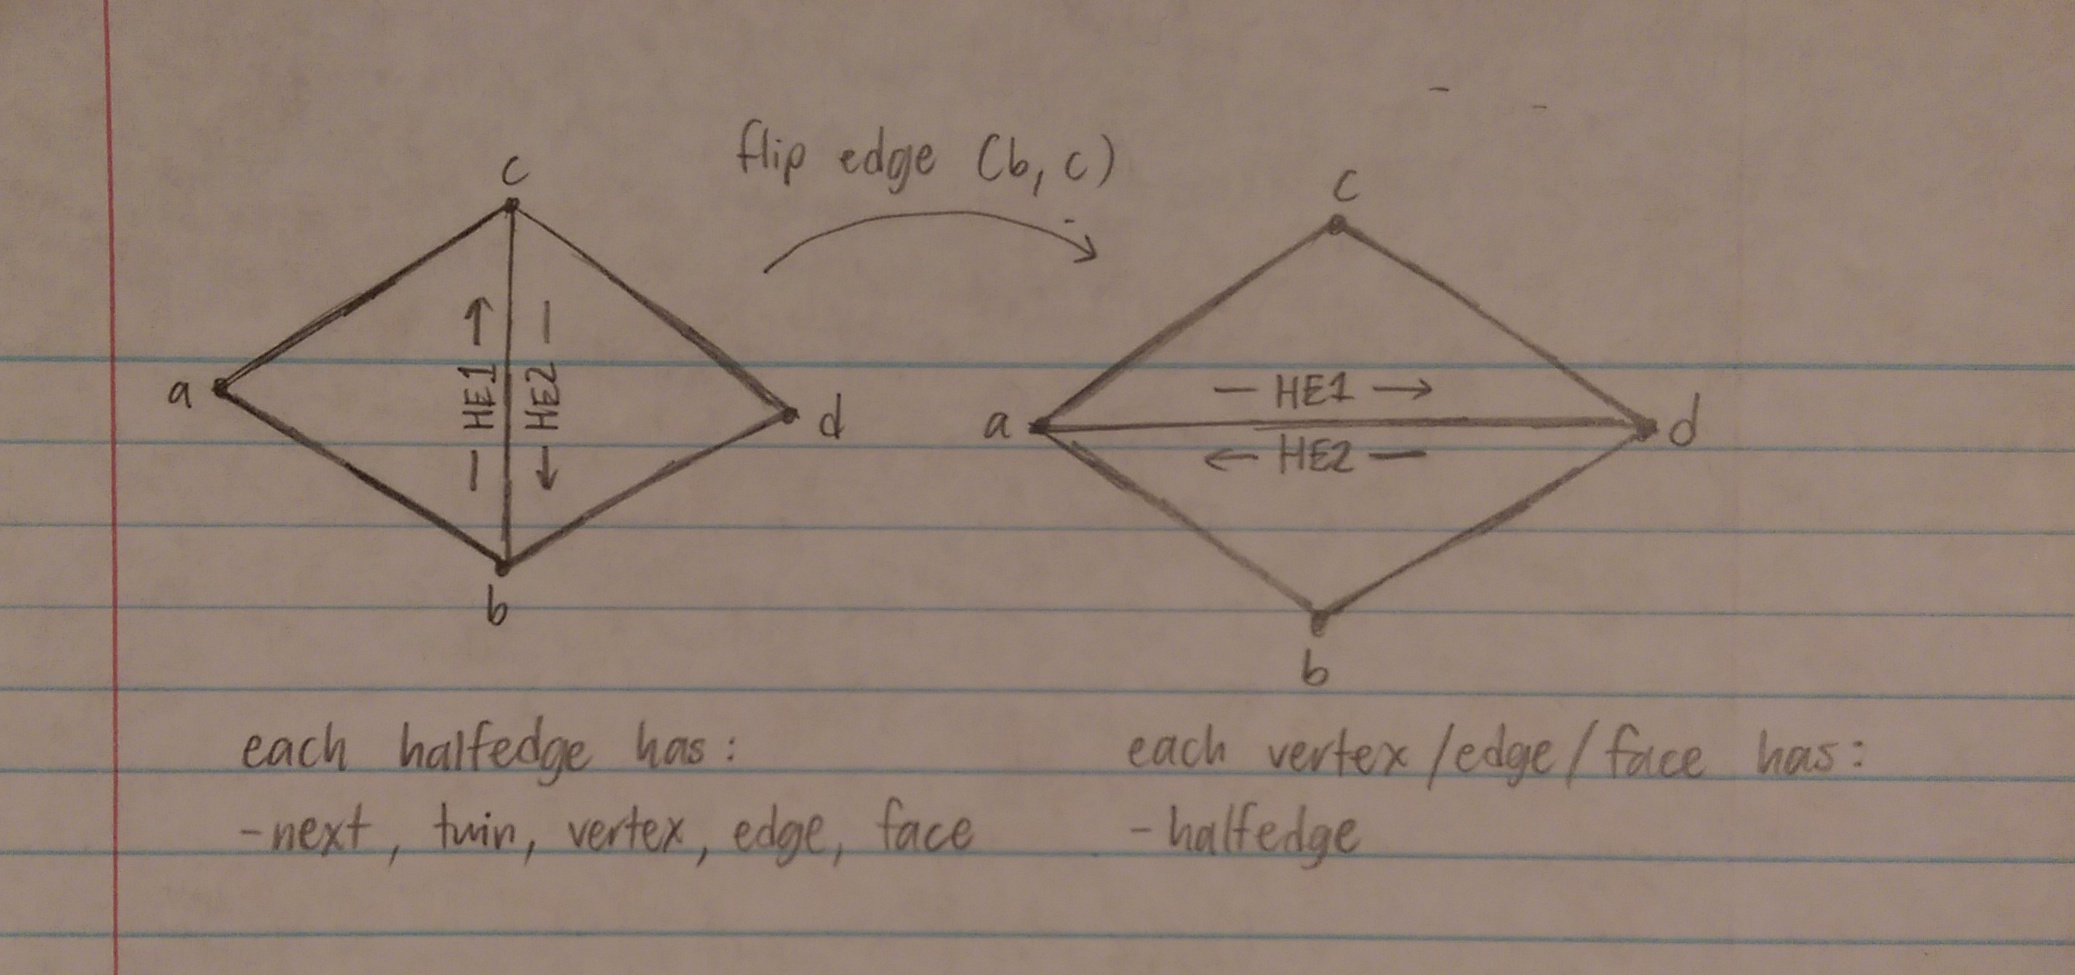 flip edge (b, c)
c
c
a
d
HE1
HE2
a
d
HE1
HE2
b
b
each halfedge has:
-next, twin, vertex, edge, face
each vertex/edge/face has:
-halfedge